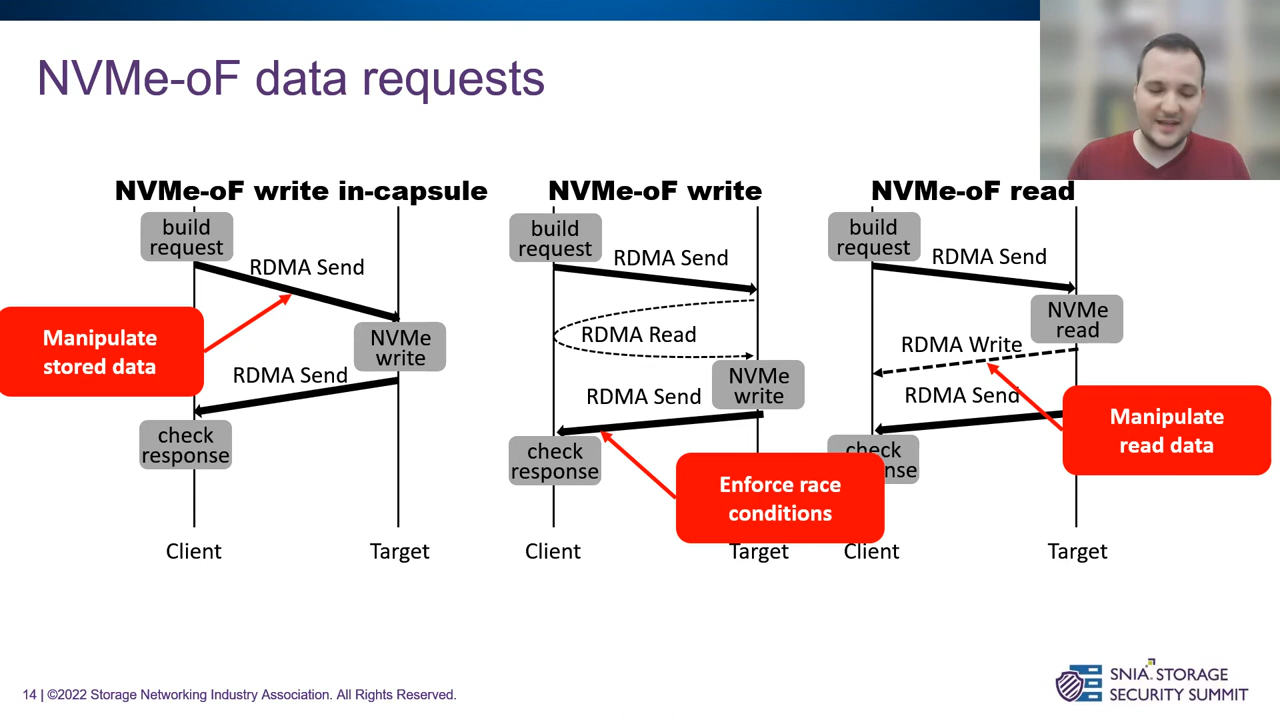 NVMe-oF data requests
NVMe-oF write in-capsule
build
request
RDMA Send
Manipulate
stored data
NVMe
write
RDMA Send
check
response
Client
Target
NVMe-oF write
build
request
RDMA Send
RDMA Read
NVMe
write
RDMA Send
check
response
Enforce race
conditions
Client
Target
NVMe-oF read
build
request
RDMA Send
NVMe
read
RDMA Write
RDMA Send
Manipulate
read data
check
nse
Client
Target
14 | ©2022 Storage Networking Industry Association. All Rights Reserved.
SNIA. STORAGE
SECURITY SUMMIT